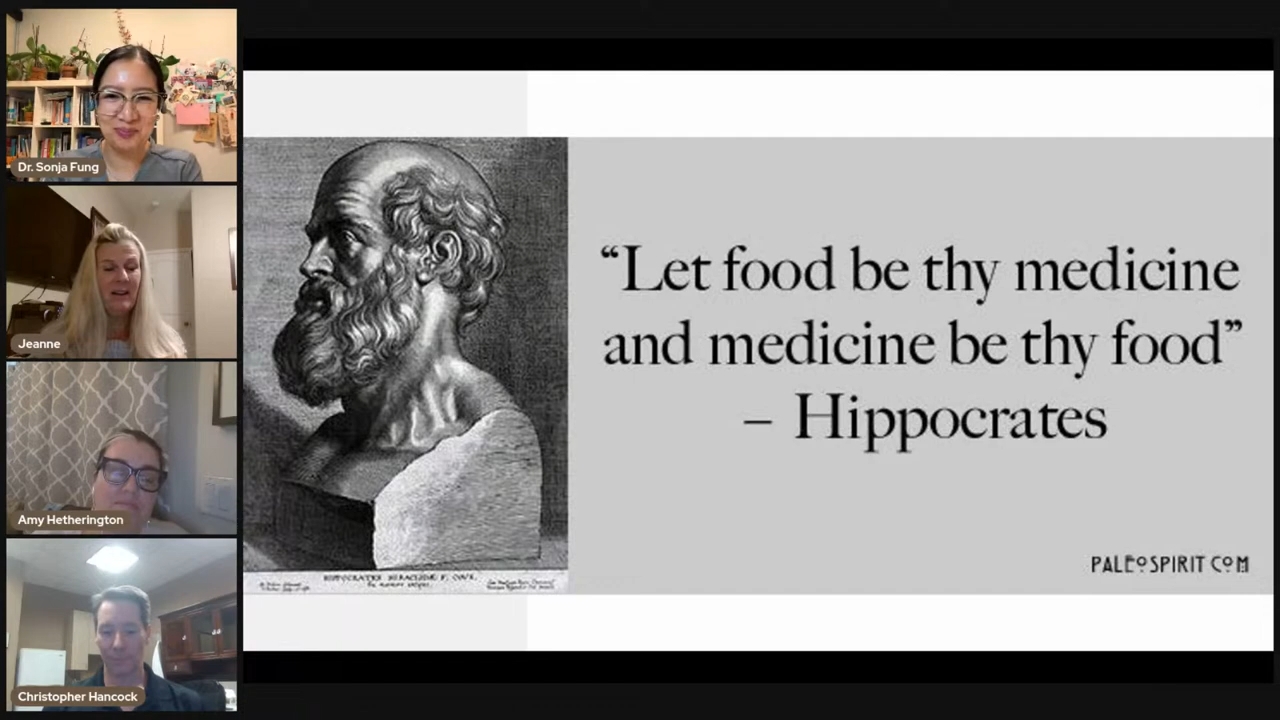 Dr. Sonja Fung
Jeanne
Amy Hetherington
Christopher Hancock
“Let food be thy medicine
and medicine be thy food”
– Hippocrates
PALEOSPIRIT COM